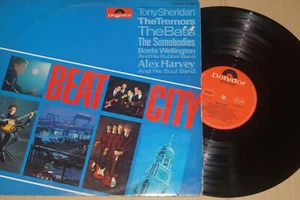 Polydor
Tony Sheridan
The Tremors
The Bats
The Somebodies
Boots Wellington
And His Rubber Band
Alex Harvey
And His Soul Band
BEAT
CITY
Polydor